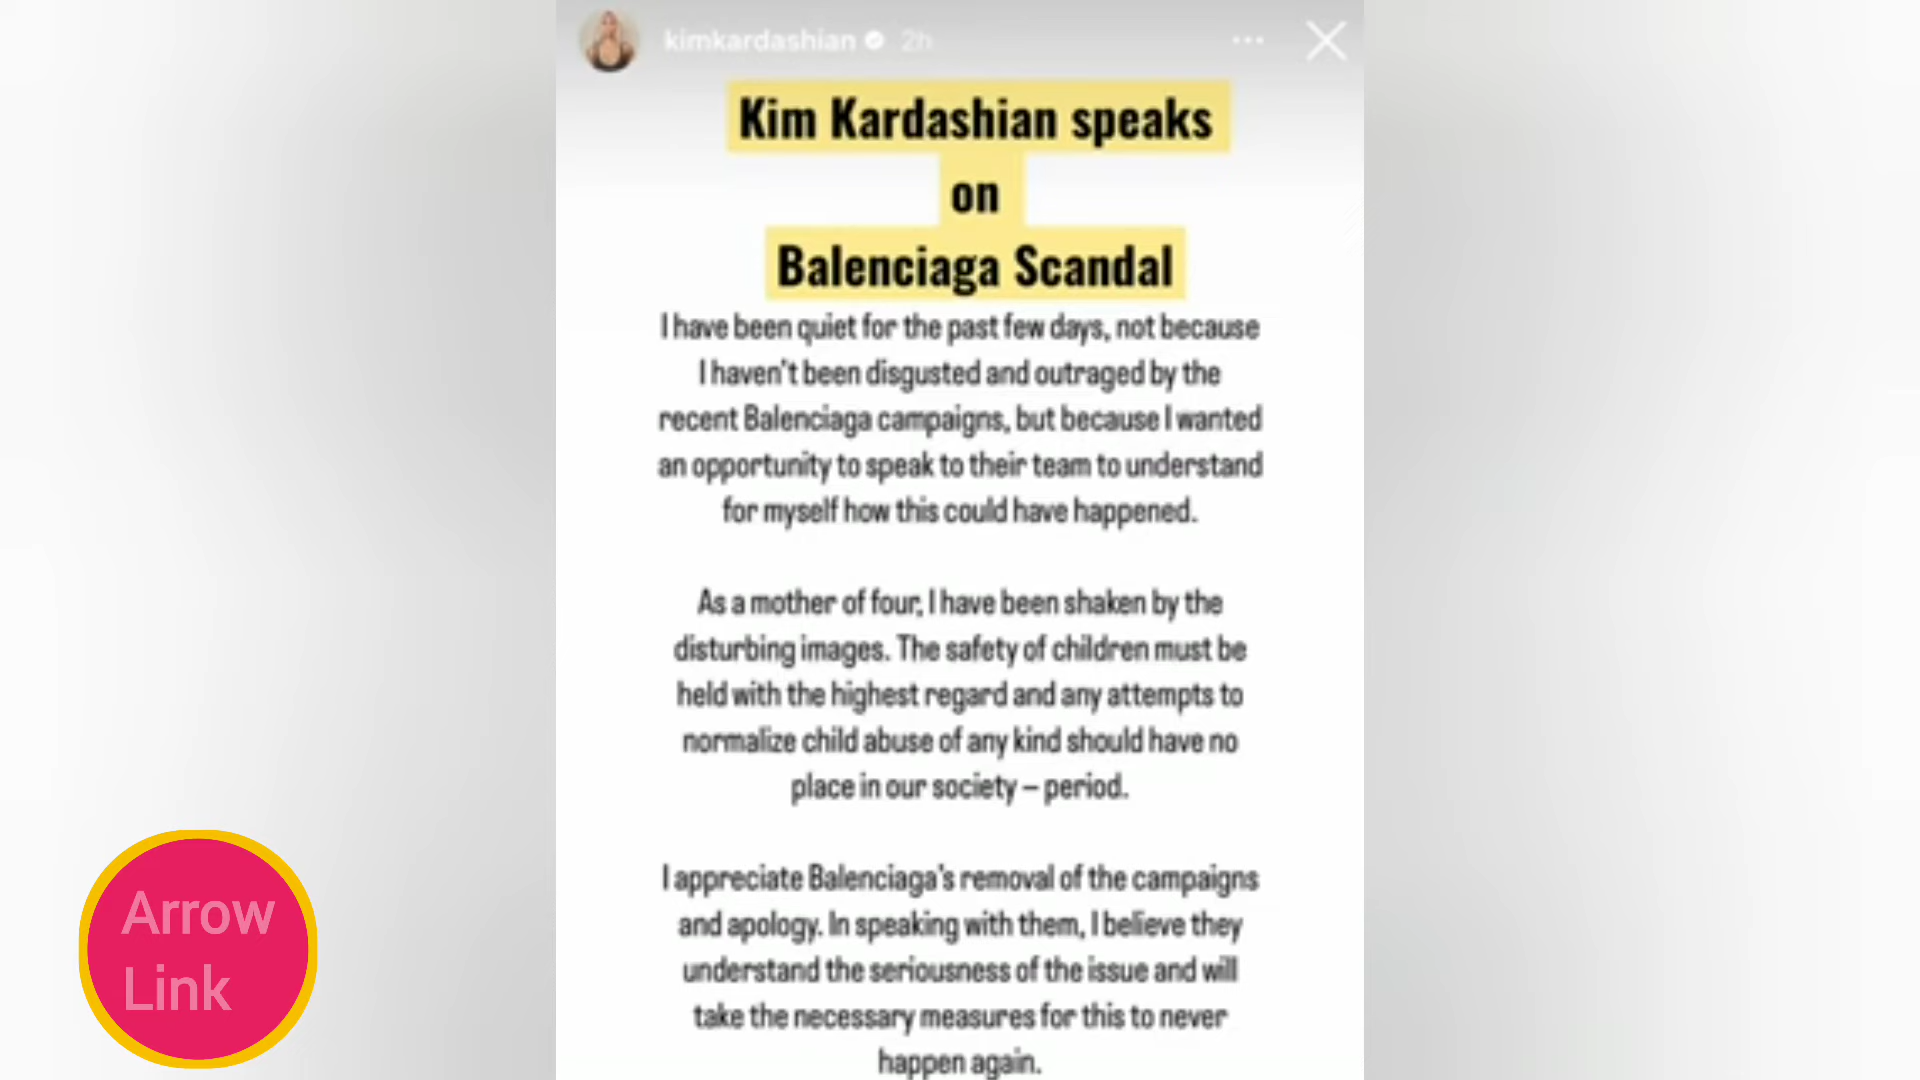 kimkardashian 2h
Kim Kardashian speaks
on
Balenciaga Scandal
I have been quiet for the past few days, not because
I haven't been disgusted and outraged by the
recent Balenciaga campaigns, but because I wanted
an opportunity to speak to their team to understand
for myself how this could have happened.
As a mother of four, I have been shaken by the
disturbing images. The safety of children must be
held with the highest regard and any attempts to
normalize child abuse of any kind should have no
place in our society – period.
I appreciate Balenciaga's removal of the campaigns
and apology. In speaking with them, I believe they
understand the seriousness of the issue and will
take the necessary measures for this to never
happen again.
Arrow
Link